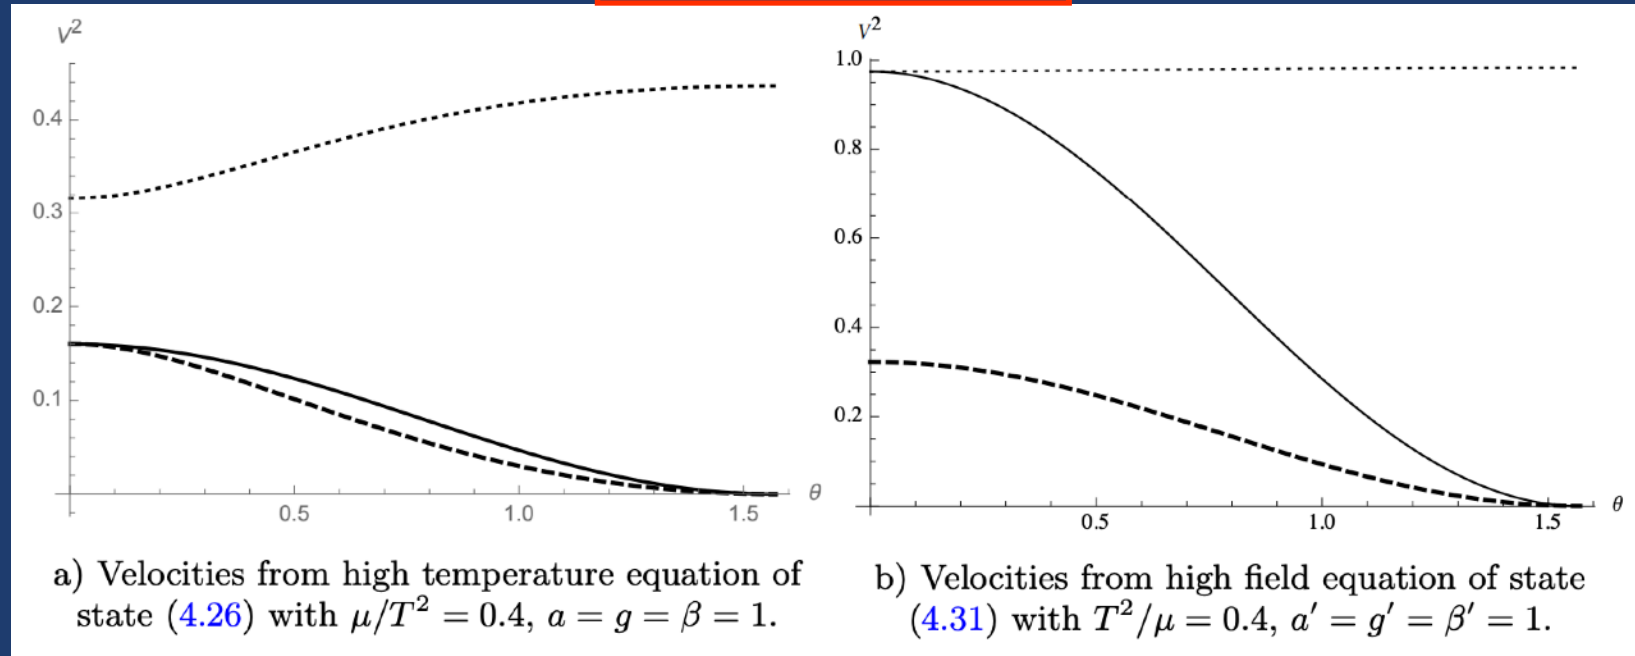 V²
0.4
0.3
0.2
0.1
0.5
1.0
1.5
θ
a) Velocities from high temperature equation of
state (4.26) with μ/T² = 0.4, a = g = β = 1.
V²
1.0
0.8
0.6
0.4
0.2
0.5
1.0
1.5
θ
b) Velocities from high field equation of state
(4.31) with T²/μ = 0.4, a′ = g′ = β′ = 1.